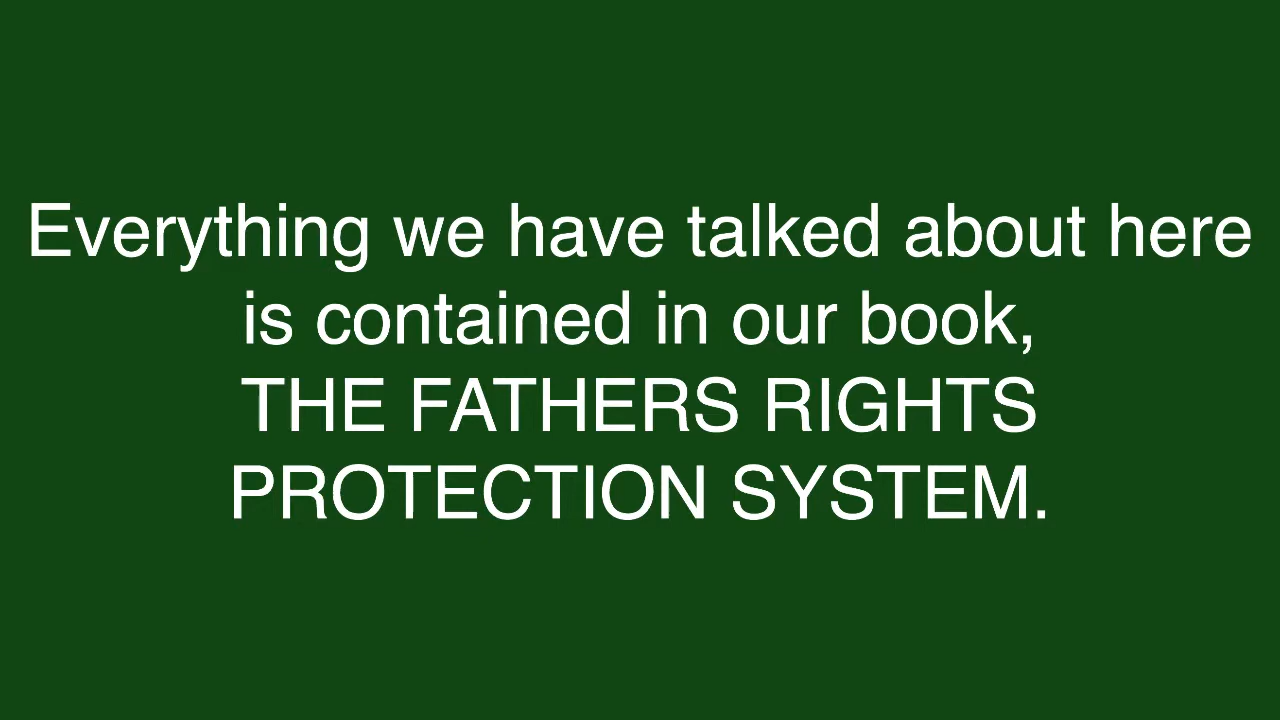 Everything we have talked about here
is contained in our book,
THE FATHERS RIGHTS
PROTECTION SYSTEM.